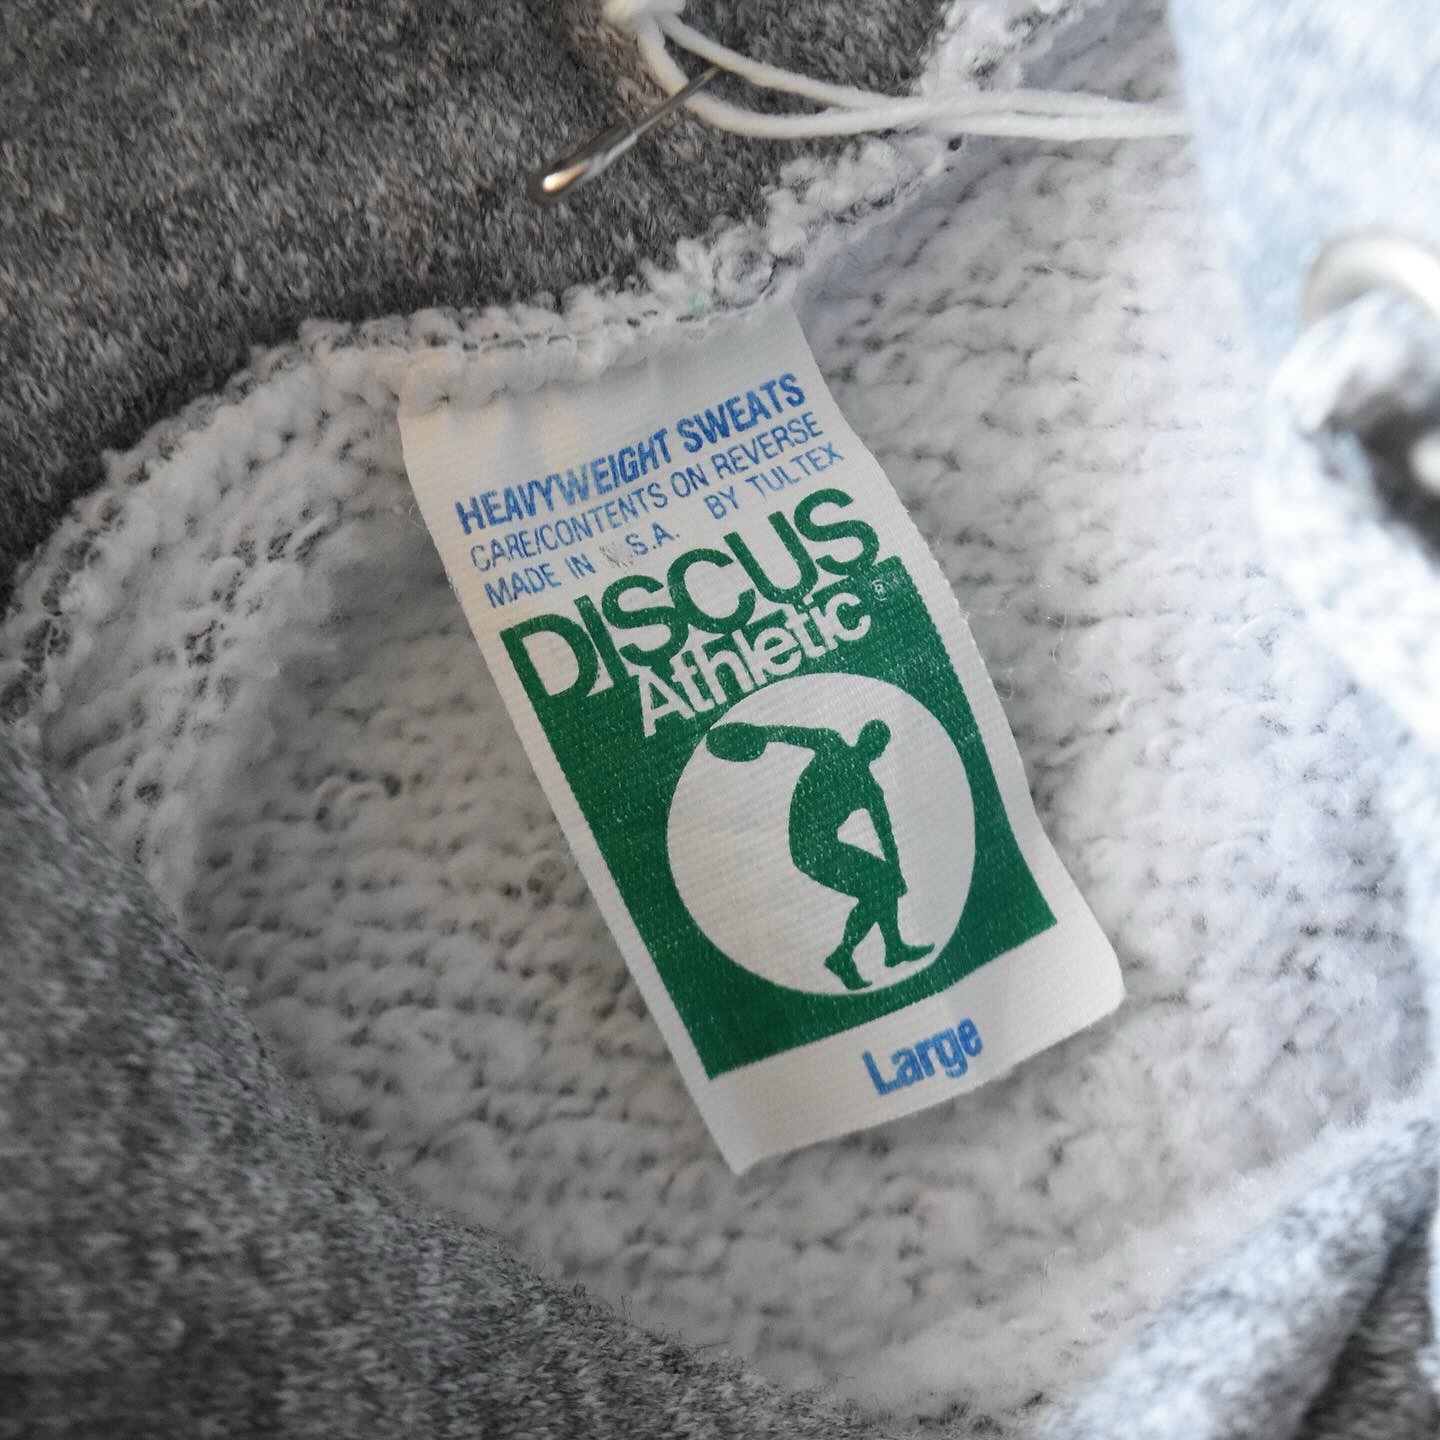 HEAVYWEIGHT SWEATS
CARE/CONTENTS ON REVERSE
MADE IN U.S.A. BY TULTEX
DISCUS
Athletic®
Large